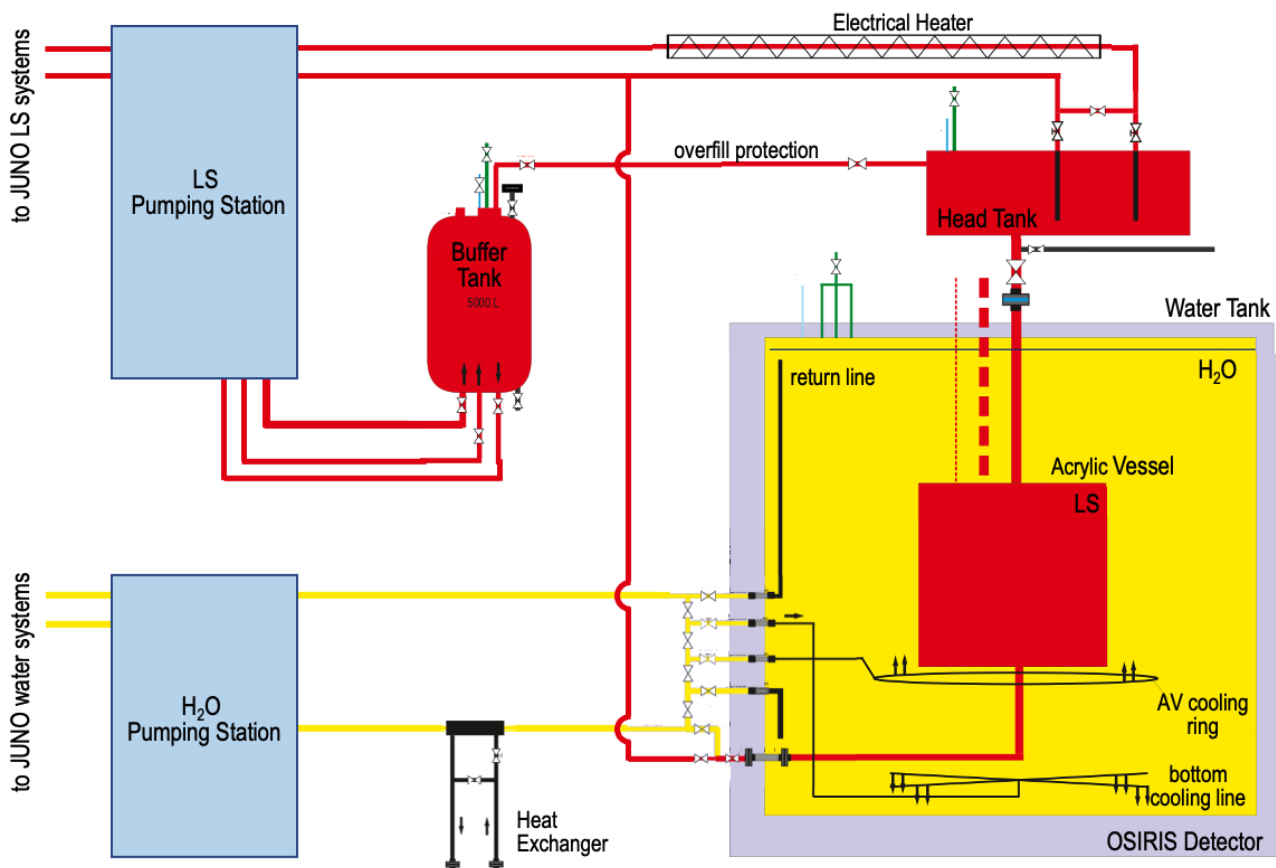 Electrical Heater
to JUNO LS systems
LS
Pumping Station
overfill protection
Head Tank
Buffer
Tank
5000 L
Water Tank
H₂O
return line
Acrylic Vessel
LS
to JUNO water systems
H₂O
Pumping Station
AV cooling
ring
bottom
cooling line
Heat
Exchanger
OSIRIS Detector